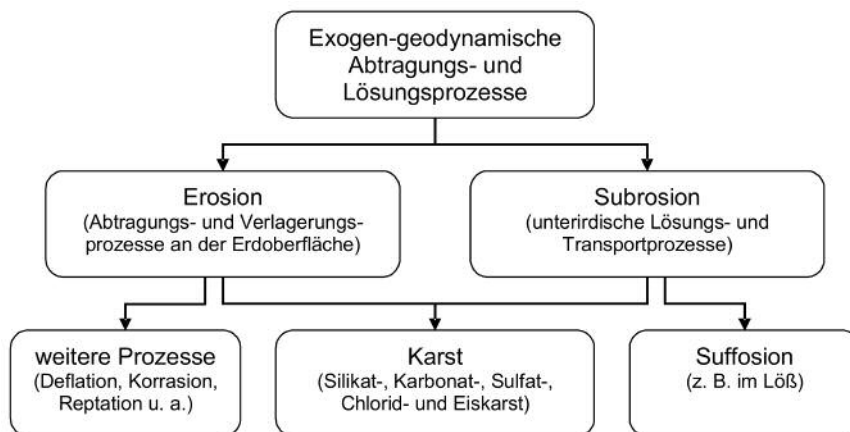 Exogen-geodynamische
Abtragungs- und
Lösungsprozesse
Erosion
(Abtragungs- und Verlagerungs-
prozesse an der Erdoberfläche)
Subrosion
(unterirdische Lösungs- und
Transportprozesse)
weitere Prozesse
(Deflation, Korrasion,
Reptation u. a.)
Karst
(Silikat-, Karbonat-, Sulfat-,
Chlorid- und Eiskarst)
Suffosion
(z. B. im Löß)